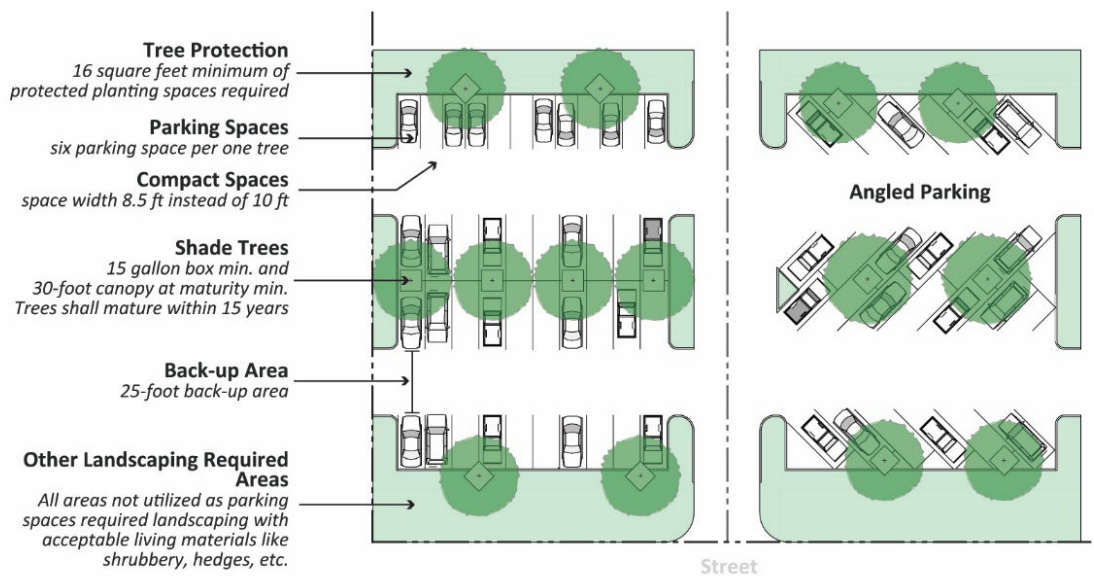 Tree Protection
16 square feet minimum of
protected planting spaces required
Parking Spaces
six parking space per one tree
Compact Spaces
space width 8.5 ft instead of 10 ft
Shade Trees
15 gallon box min. and
30-foot canopy at maturity min.
Trees shall mature within 15 years
Back-up Area
25-foot back-up area
Other Landscaping Required
Areas
All areas not utilized as parking
spaces required landscaping with
acceptable living materials like
shrubbery, hedges, etc.
Angled Parking
Street